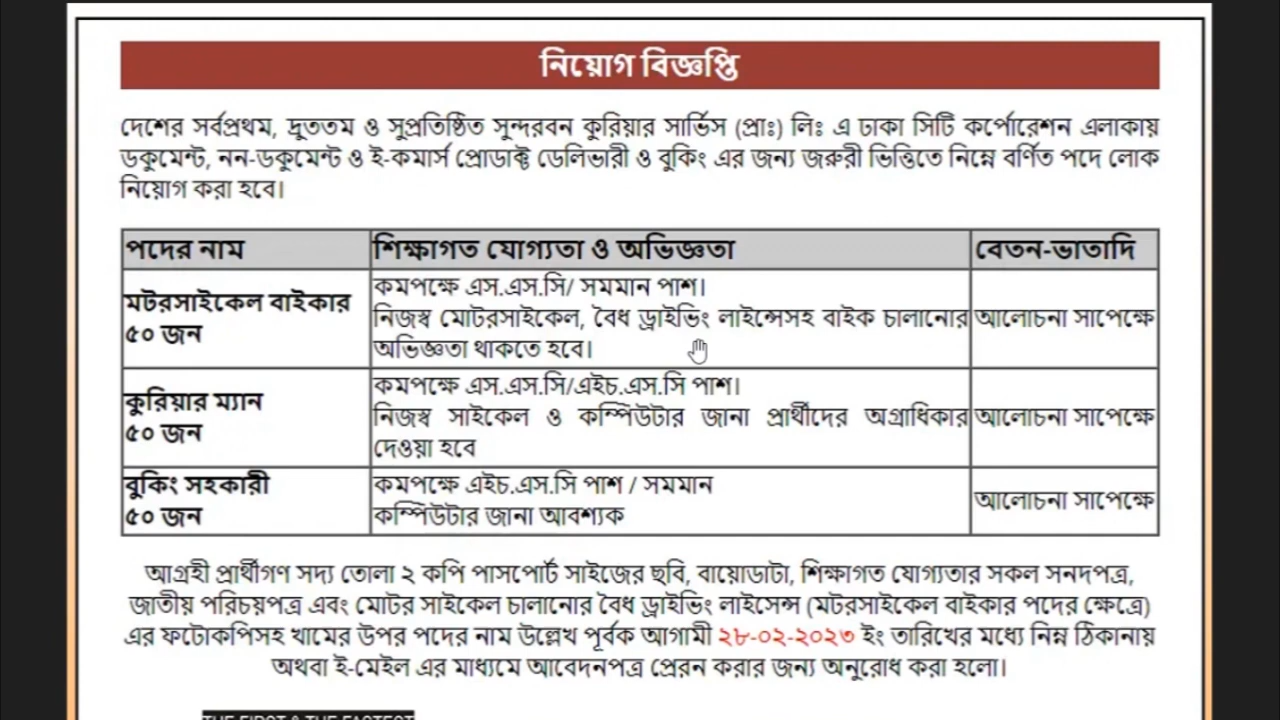 নিয়োগ বিজ্ঞপ্তি
দেশের সর্বপ্রথম, দ্রুততম ও সুপ্রতিষ্ঠিত সুন্দরবন কুরিয়ার সার্ভিস (প্রাঃ) লিঃ এ ঢাকা সিটি কর্পোরেশন এলাকায়
ডকুমেন্ট, নন-ডকুমেন্ট ও ই-কমার্স প্রোডাক্ট ডেলিভারী ও বুকিং এর জন্য জরুরী ভিত্তিতে নিম্নে বর্ণিত পদে লোক
নিয়োগ করা হবে।
পদের নাম শিক্ষাগত যোগ্যতা ও অভিজ্ঞতা বেতন-ভাতাদি
মটরসাইকেল বাইকার
৫০ জন
কমপক্ষে এস.এস.সি/ সমমান পাশ।
নিজস্ব মোটরসাইকেল, বৈধ ড্রাইভিং লাইন্সেসহ বাইক চালানোর
অভিজ্ঞতা থাকতে হবে।
আলোচনা সাপেক্ষে
কুরিয়ার ম্যান
৫০ জন
কমপক্ষে এস.এস.সি/এইচ.এস.সি পাশ।
নিজস্ব সাইকেল ও কম্পিউটার জানা প্রার্থীদের অগ্রাধিকার
দেওয়া হবে
আলোচনা সাপেক্ষে
বুকিং সহকারী
৫০ জন
কমপক্ষে এইচ.এস.সি পাশ / সমমান
কম্পিউটার জানা আবশ্যক
আলোচনা সাপেক্ষে
আগ্রহী প্রার্থীগণ সদ্য তোলা ২ কপি পাসপোর্ট সাইজের ছবি, বায়োডাটা, শিক্ষাগত যোগ্যতার সকল সনদপত্র,
জাতীয় পরিচয়পত্র এবং মোটর সাইকেল চালানোর বৈধ ড্রাইভিং লাইসেন্স (মটরসাইকেল বাইকার পদের ক্ষেত্রে)
এর ফটোকপিসহ খামের উপর পদের নাম উল্লেখ পূর্বক আগামী ২৮-০২-২০২৩ ইং তারিখের মধ্যে নিম্ন ঠিকানায়
অথবা ই-মেইল এর মাধ্যমে আবেদনপত্র প্রেরন করার জন্য অনুরোধ করা হলো।
THE FIRST & THE FASTEST